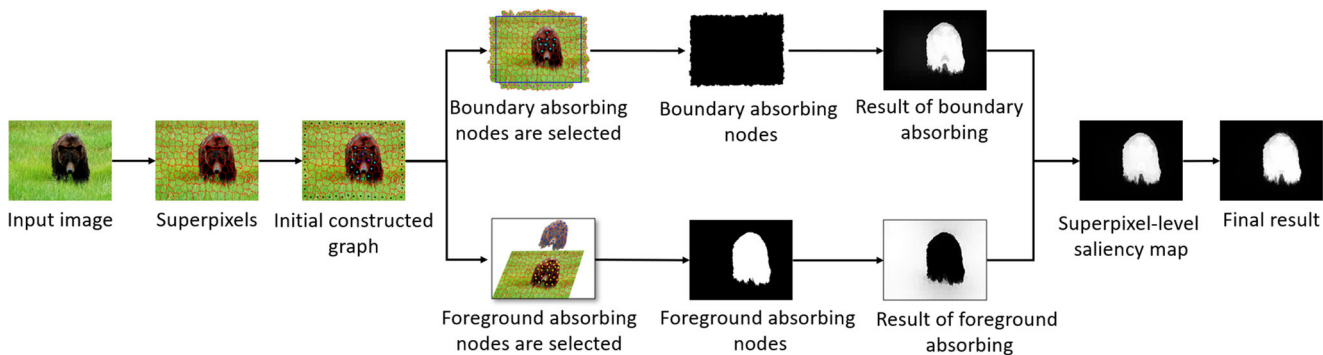 Input image
Superpixels
Initial constructed
graph
Boundary absorbing
nodes are selected
Boundary absorbing
nodes
Result of boundary
absorbing
Foreground absorbing
nodes are selected
Foreground absorbing
nodes
Result of foreground
absorbing
Superpixel-level
saliency map
Final result